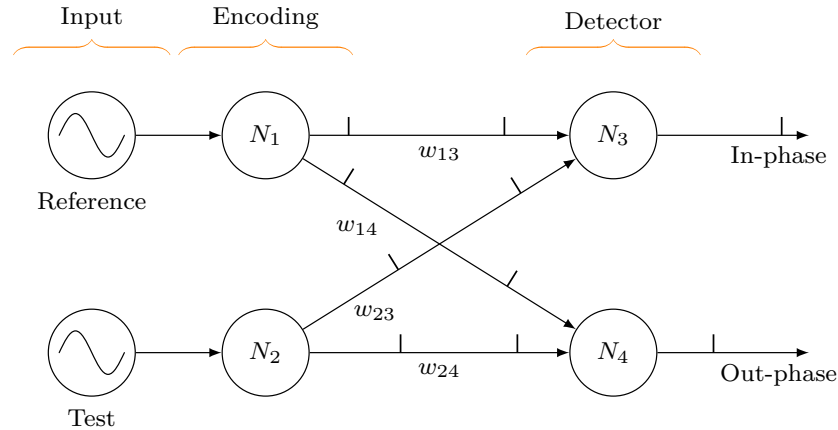 Input
Encoding
Detector
N₁
w₁₃
N₃
In-phase
Reference
w₁₄
w₂₃
N₂
w₂₄
N₄
Out-phase
Test